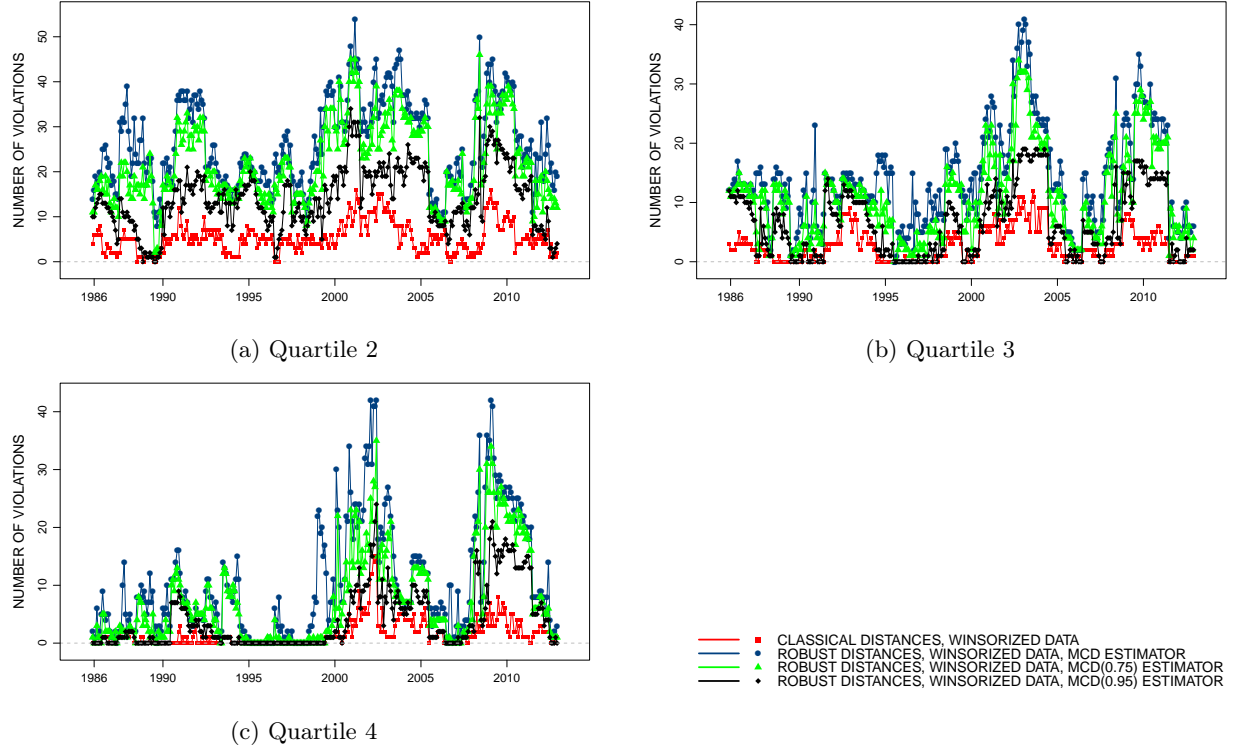 NUMBER OF VIOLATIONS
50
40
30
20
10
0
1986 1990 1995 2000 2005 2010
(a) Quartile 2
NUMBER OF VIOLATIONS
40
30
20
10
0
1986 1990 1995 2000 2005 2010
(b) Quartile 3
NUMBER OF VIOLATIONS
40
30
20
10
0
1986 1990 1995 2000 2005 2010
(c) Quartile 4
CLASSICAL DISTANCES, WINSORIZED DATA
ROBUST DISTANCES, WINSORIZED DATA, MCD ESTIMATOR
ROBUST DISTANCES, WINSORIZED DATA, MCD(0.75) ESTIMATOR
ROBUST DISTANCES, WINSORIZED DATA, MCD(0.95) ESTIMATOR